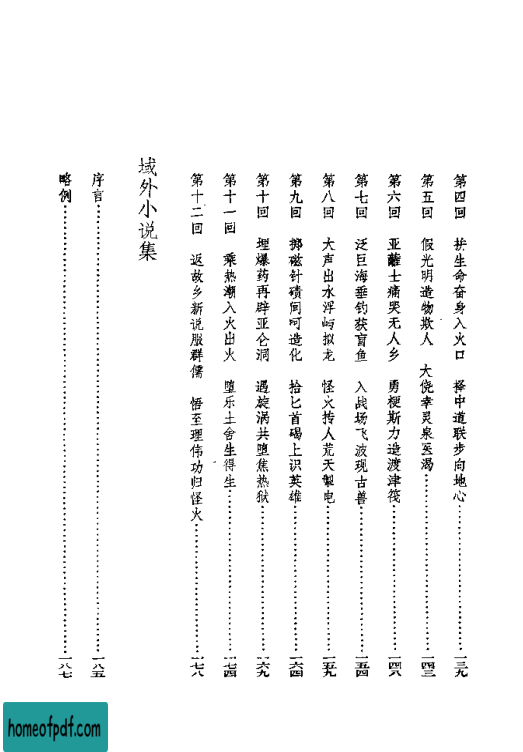 第四回 拚生命奋身入火口 择中道联步向地心……一三九
第五回 假光明造物欺人 大侥幸灵泉医渴……一四三
第六回 亚蓠士痛哭无人乡 勇梗斯力造渡津筏……一四八
第七回 泛巨海垂钓获盲鱼 入战场飞波现古兽……一五四
第八回 大声出水浮屿拟龙 怪火抟人荒天掣电……一五九
第九回 掷磁针碛间呵造化 拾匕首碣上识英雄……一六四
第十回 埋爆药再辟亚仑洞 遇旋涡共堕焦热狱……一六九
第十一回 乘热潮入火出火 堕乐土舍生得生……一七四
第十二回 返故乡新说服群儒 悟至理伟功归怪火……一七八
域外小说集
序言……一八五
略例……一八七
homeofpdf.com